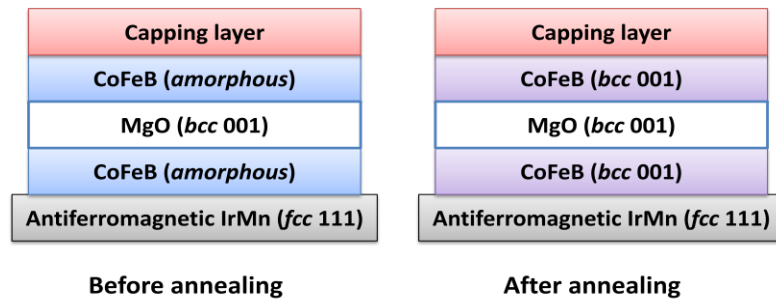 Capping layer
CoFeB (amorphous)
MgO (bcc 001)
CoFeB (amorphous)
Antiferromagnetic IrMn (fcc 111)
Before annealing
Capping layer
CoFeB (bcc 001)
MgO (bcc 001)
CoFeB (bcc 001)
Antiferromagnetic IrMn (fcc 111)
After annealing